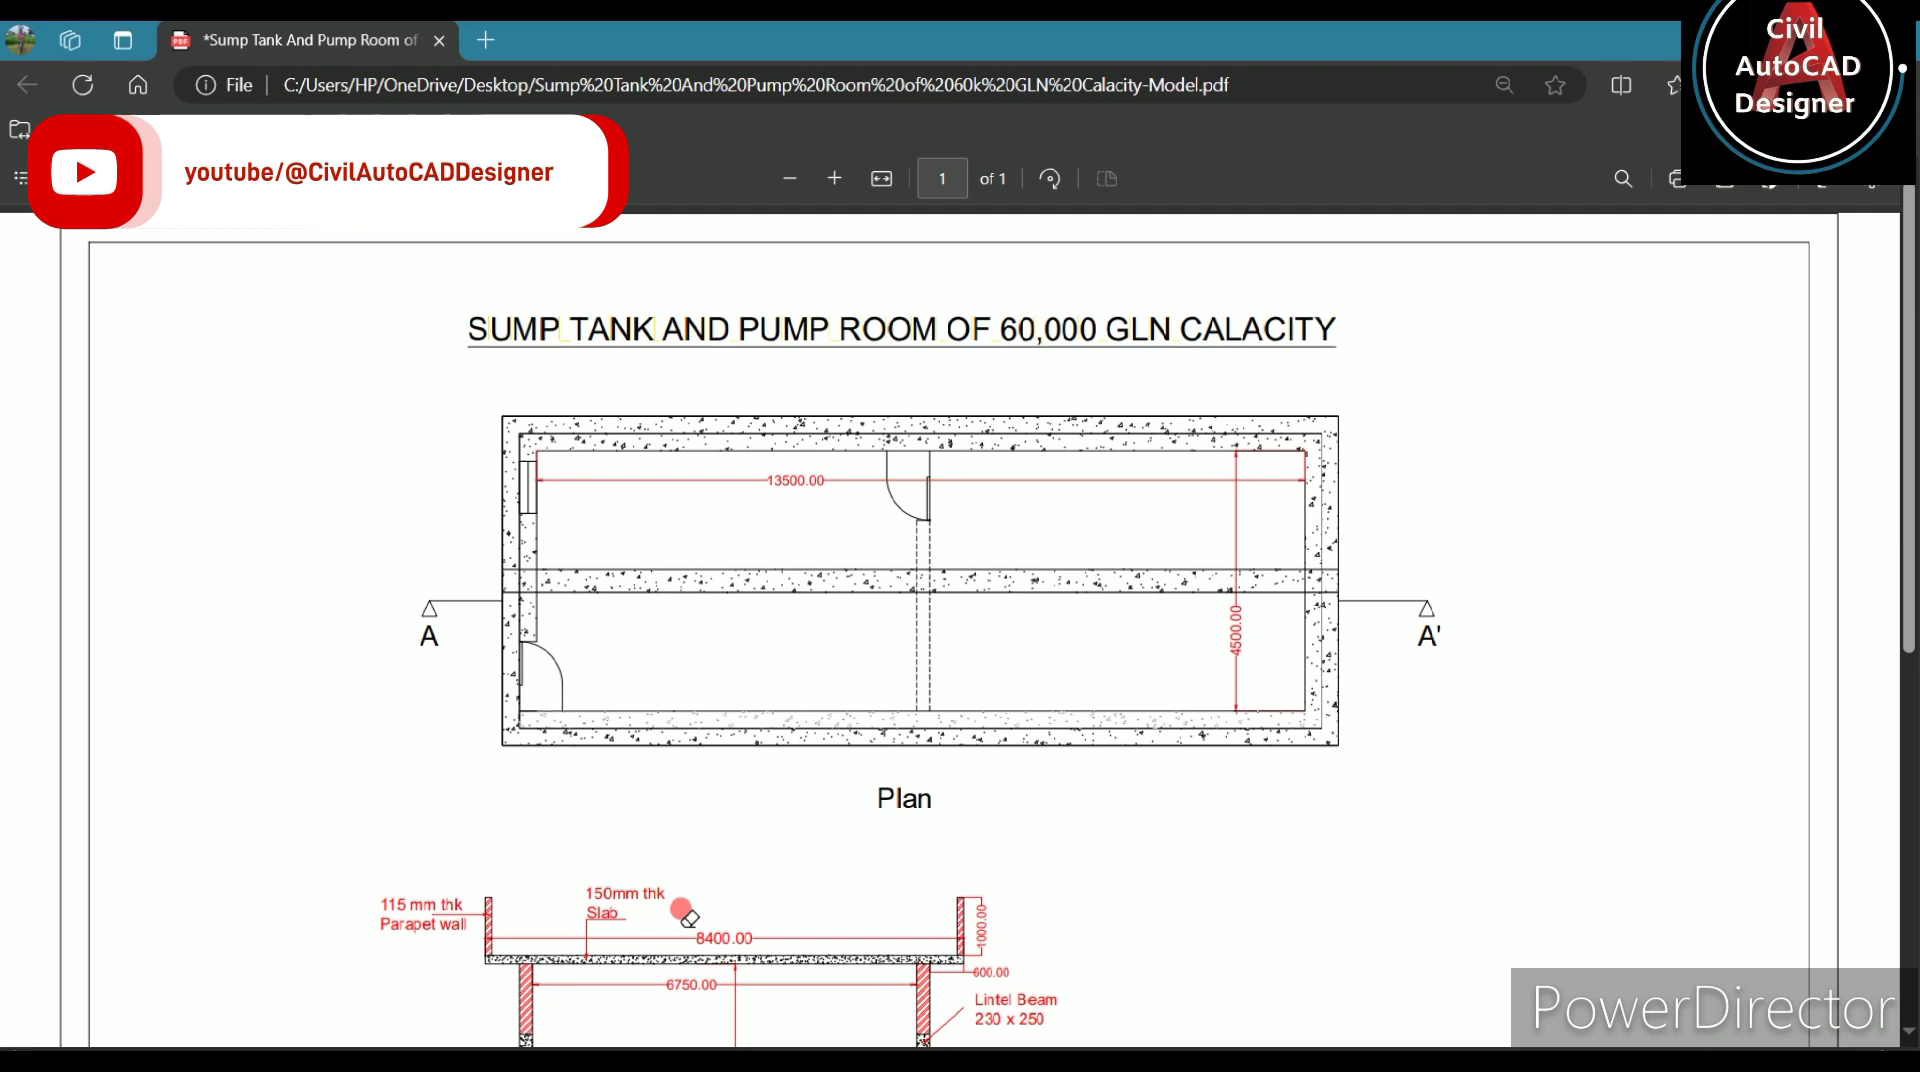 Civil
AutoCAD
Designer
*Sump Tank And Pump Room of
File
C:/Users/HP/OneDrive/Desktop/Sump%20Tank%20And%20Pump%20Room%20of%2060k%20GLN%20Calacity-Model.pdf
youtube/@CivilAutoCADDesigner
1
of 1
SUMP TANK AND PUMP ROOM OF 60,000 GLN CALACITY
13500.00
4500.00
A
A'
Plan
115 mm thk
Parapet wall
150mm thk
Slab
8400.00
1000.00
600.00
6750.00
Lintel Beam
230 x 250
PowerDirector